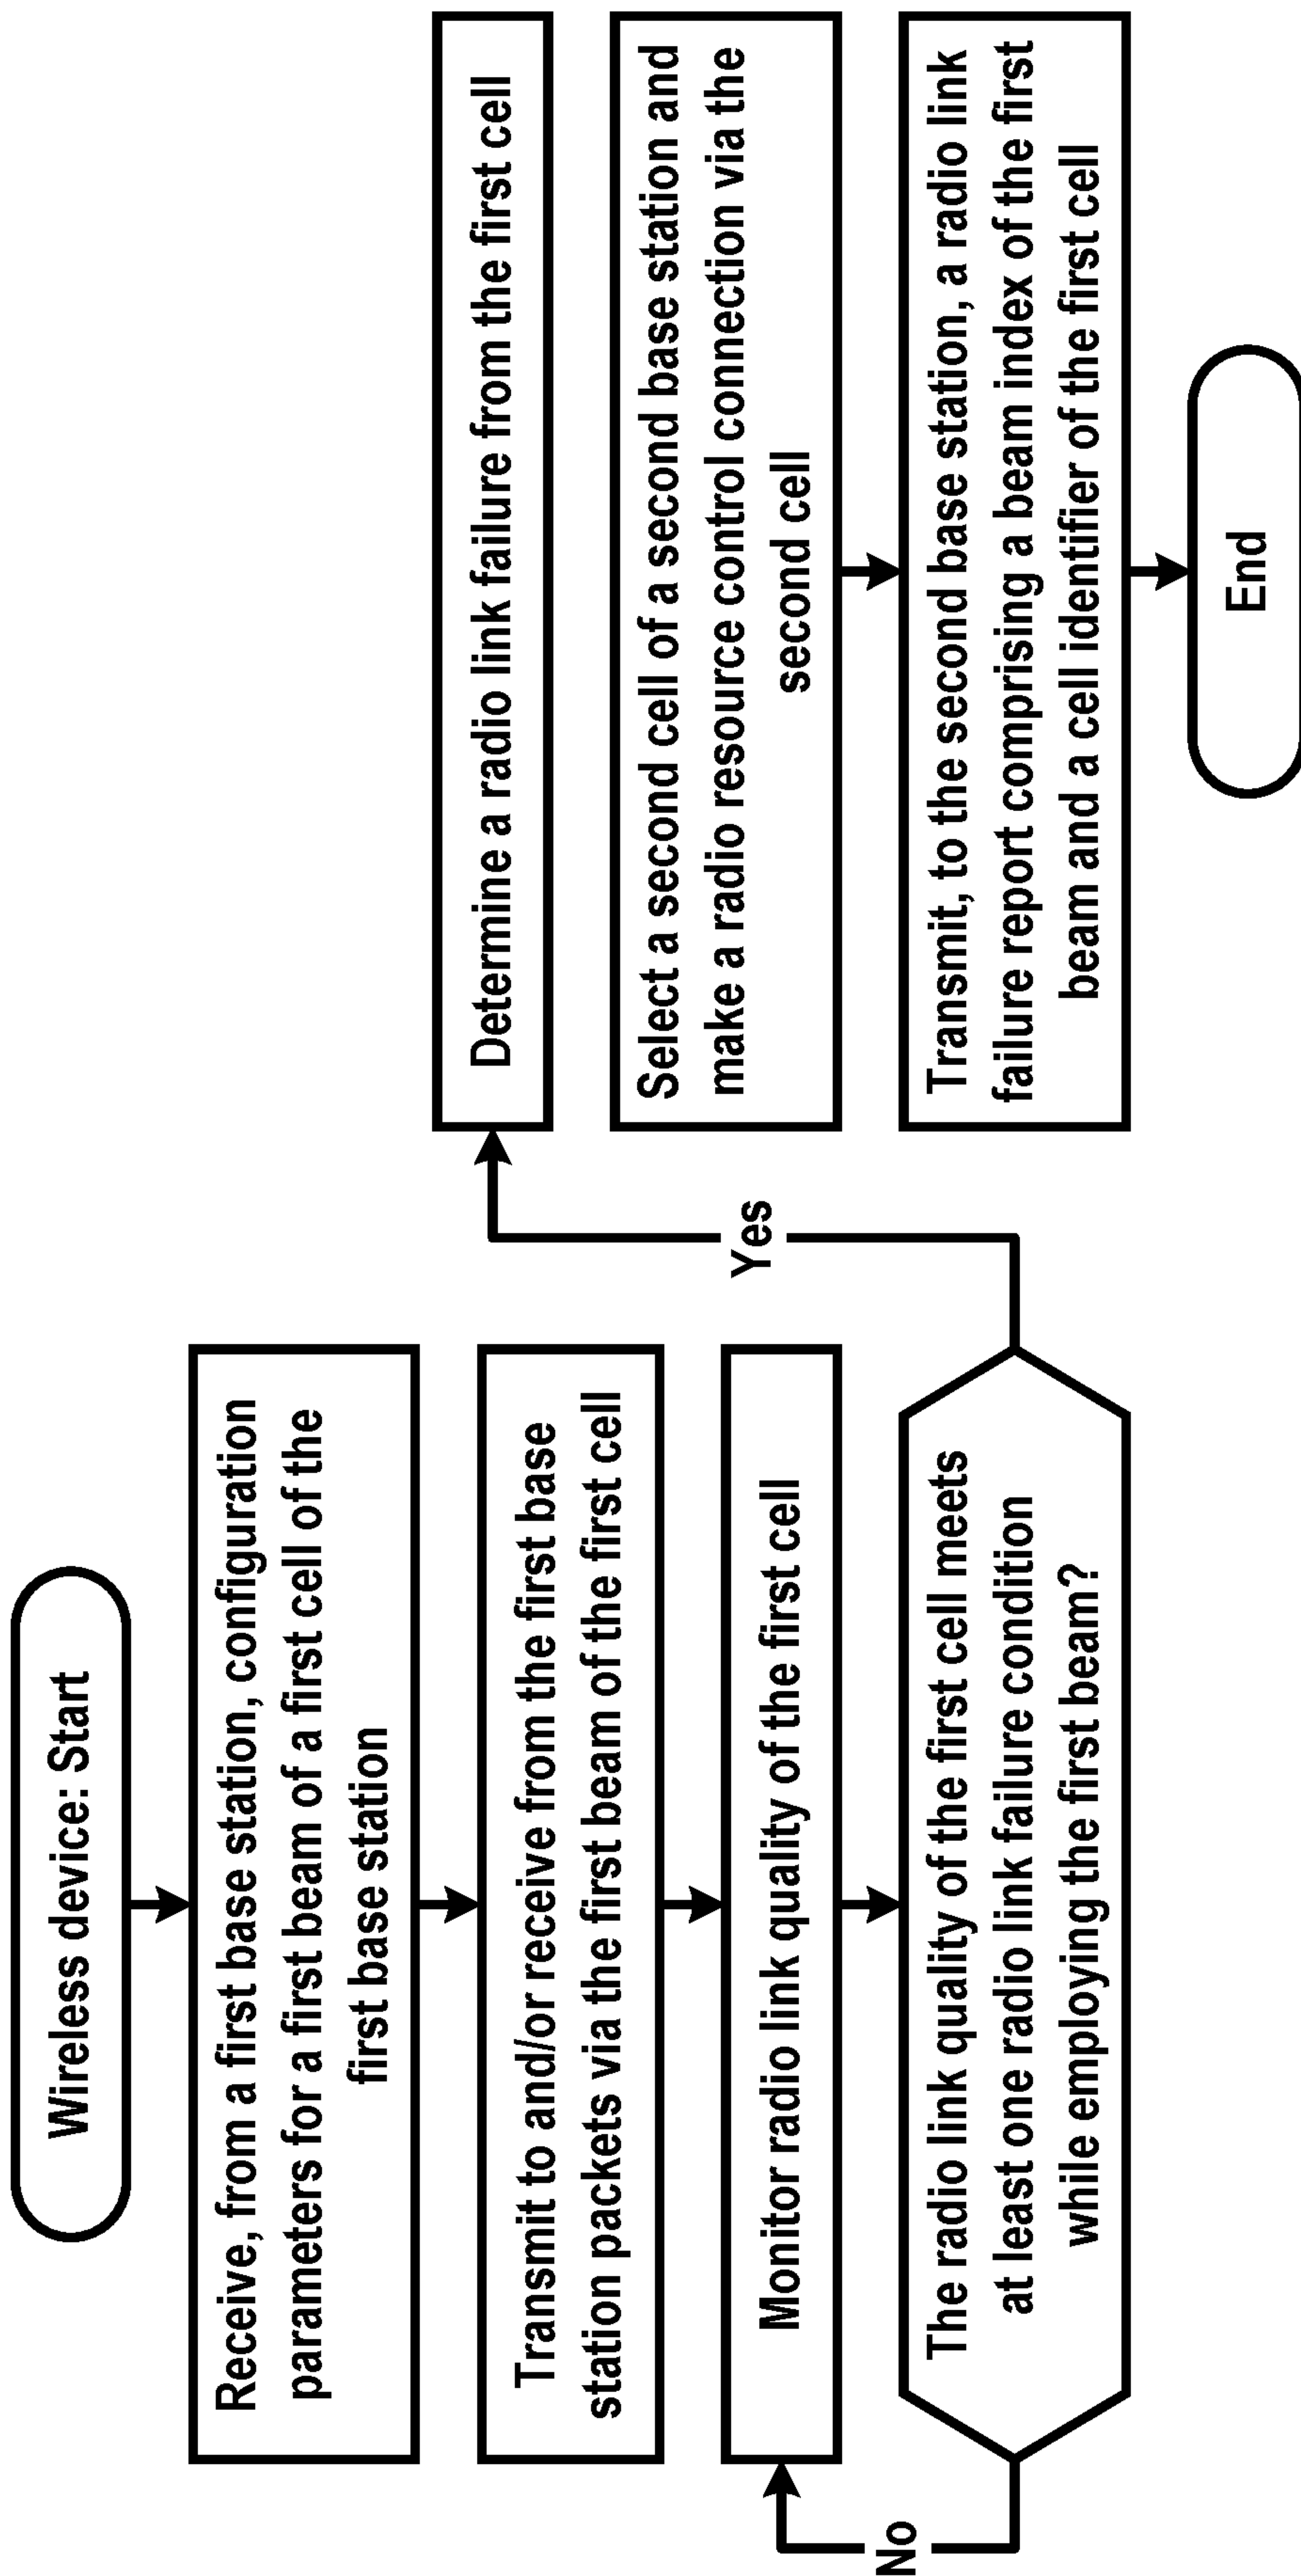 Wireless device: Start
Receive, from a first base station, configuration
parameters for a first beam of a first cell of the
first base station
Transmit to and/or receive from the first base
station packets via the first beam of the first cell
Monitor radio link quality of the first cell
The radio link quality of the first cell meets
at least one radio link failure condition
while employing the first beam?
No
Yes
Determine a radio link failure from the first cell
Select a second cell of a second base station and
make a radio resource control connection via the
second cell
Transmit, to the second base station, a radio link
failure report comprising a beam index of the first
beam and a cell identifier of the first cell
End